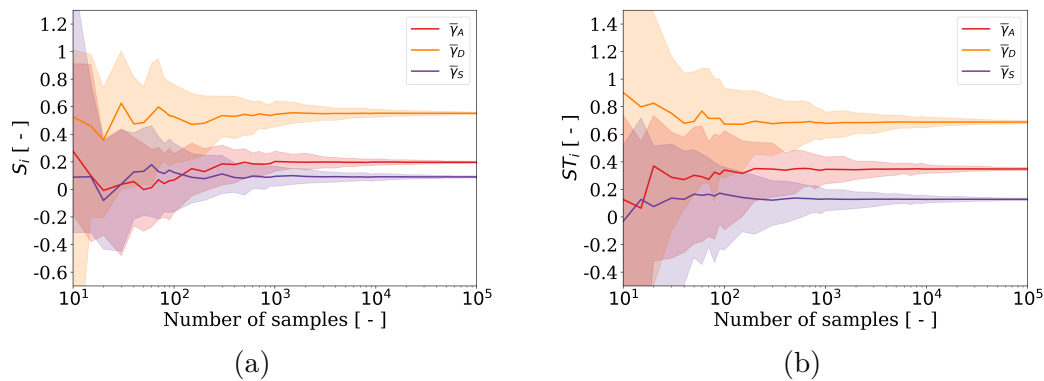 1.2
1
0.8
0.6
0.4
0.2
0
-0.2
-0.4
-0.6
S_i [ - ]
γ̅_A
γ̅_D
γ̅_S
10^1 10^2 10^3 10^4 10^5
Number of samples [ - ]
(a)
1.4
1.2
1
0.8
0.6
0.4
0.2
0
-0.2
-0.4
ST_i [ - ]
γ̅_A
γ̅_D
γ̅_S
10^1 10^2 10^3 10^4 10^5
Number of samples [ - ]
(b)